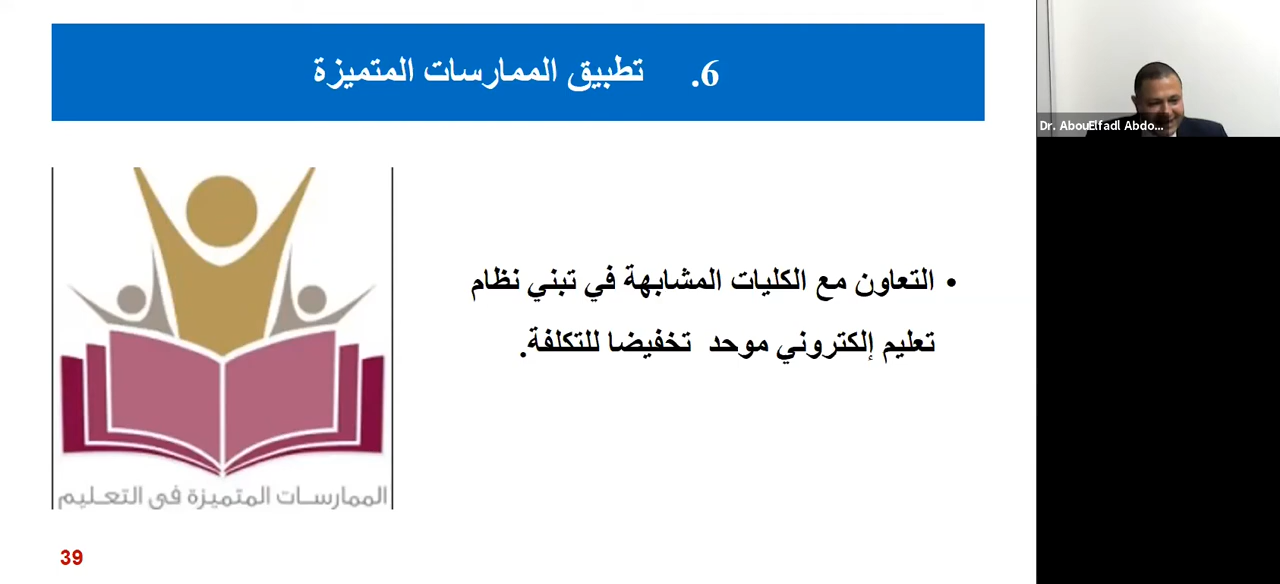 6. تطبيق الممارسات المتميزة
Dr. AbouElfadl Abdo...
• التعاون مع الكليات المشابهة في تبني نظام
تعليم إلكتروني موحد تخفيضا للتكلفة.
الممارسات المتميزة في التعليم
39